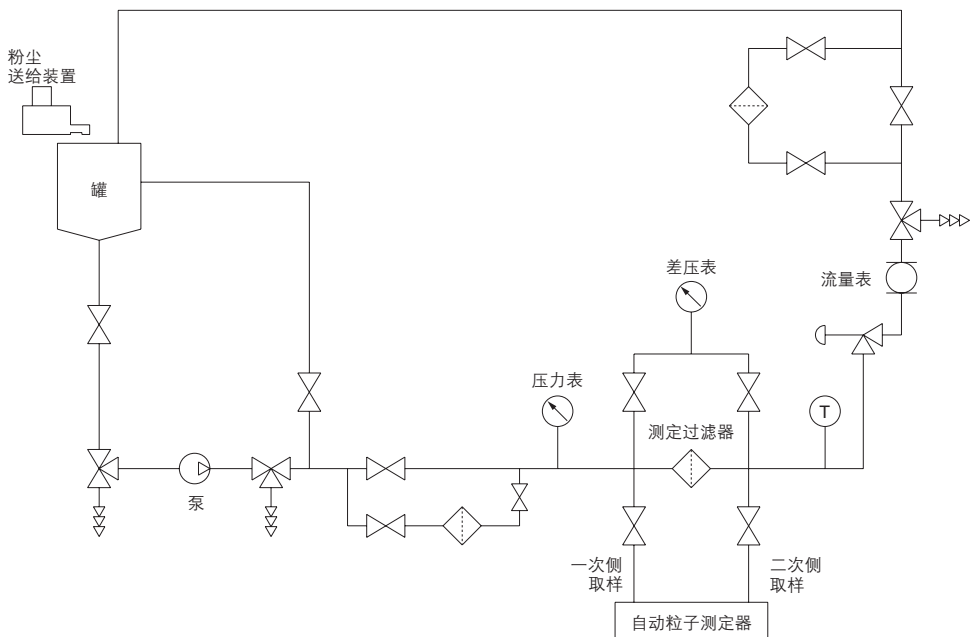 粉尘
送给装置
罐
差压表
流量表
压力表
T
测定过滤器
泵
一次侧
取样
二次侧
取样
自动粒子测定器